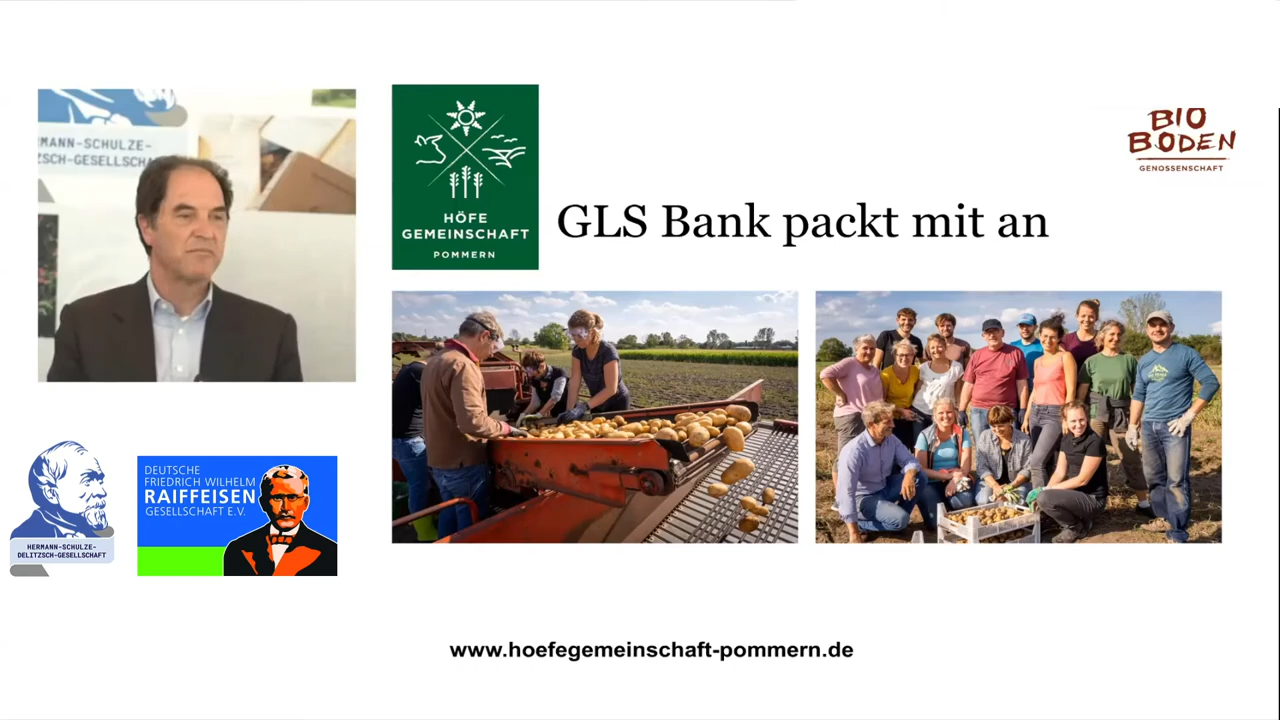 MANN-SCHULZE-
TZSCH-GESELLSCHA
HÖFE
GEMEINSCHAFT
POMMERN
GLS Bank packt mit an
BIO
BODEN
GENOSSENSCHAFT
HERMANN-SCHULZE-
DELITZSCH-GESELLSCHAFT
DEUTSCHE
FRIEDRICH WILHELM
RAIFFEISEN
GESELLSCHAFT E.V.
www.hoefegemeinschaft-pommern.de